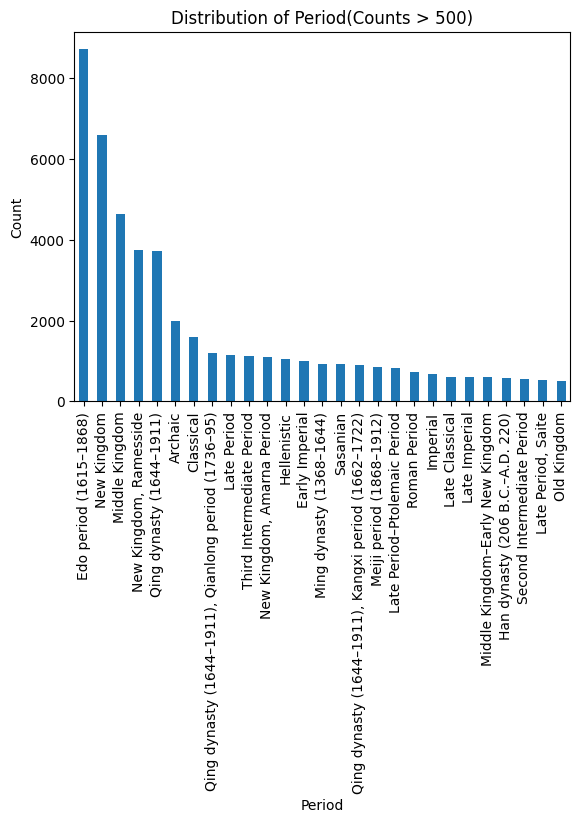 Distribution of Period(Counts > 500)
Count
8000
6000
4000
2000
0
Edo period (1615–1868)
New Kingdom
Middle Kingdom
New Kingdom, Ramesside
Qing dynasty (1644–1911)
Archaic
Classical
Qing dynasty (1644–1911), Qianlong period (1736–95)
Late Period
Third Intermediate Period
New Kingdom, Amarna Period
Hellenistic
Early Imperial
Ming dynasty (1368–1644)
Sasanian
Qing dynasty (1644–1911), Kangxi period (1662–1722)
Meiji period (1868–1912)
Late Period–Ptolemaic Period
Roman Period
Imperial
Late Classical
Late Imperial
Middle Kingdom–Early New Kingdom
Han dynasty (206 B.C.–A.D. 220)
Second Intermediate Period
Late Period, Saite
Old Kingdom
Period